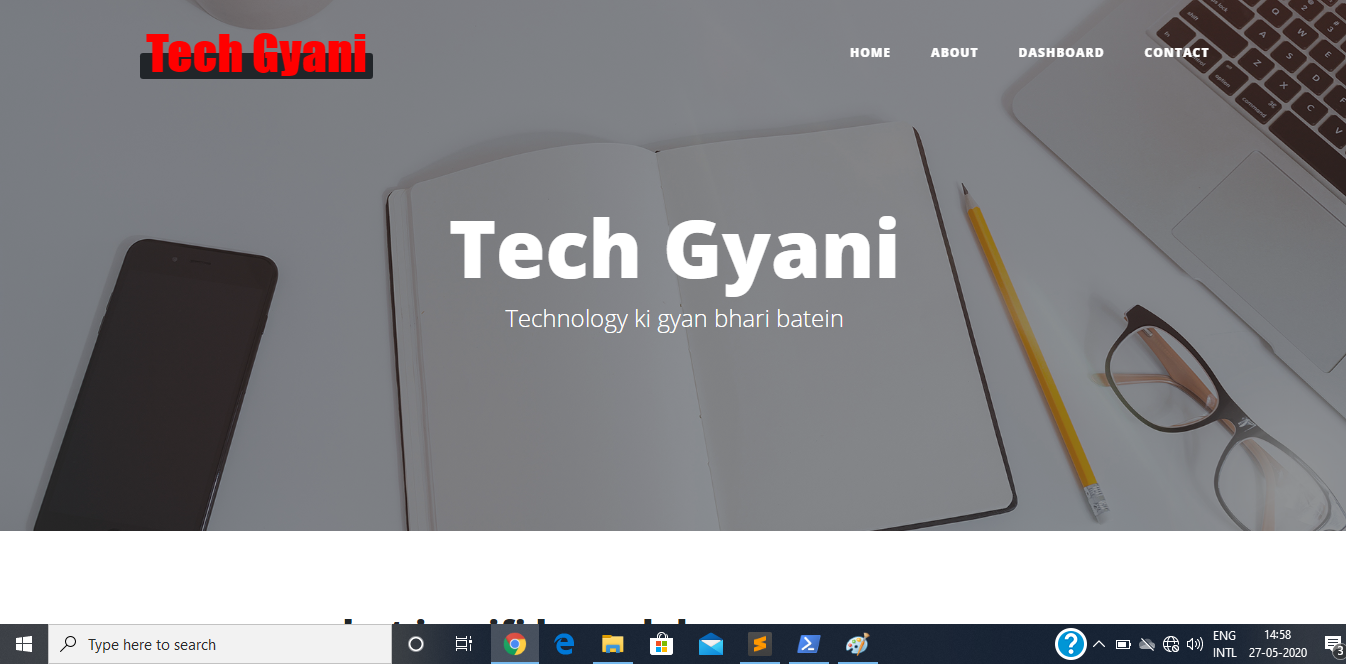 Tech Gyani
HOME ABOUT DASHBOARD CONTACT
Tech Gyani
Technology ki gyan bhari batein
Type here to search
ENG
INTL
14:58
27-05-2020
3